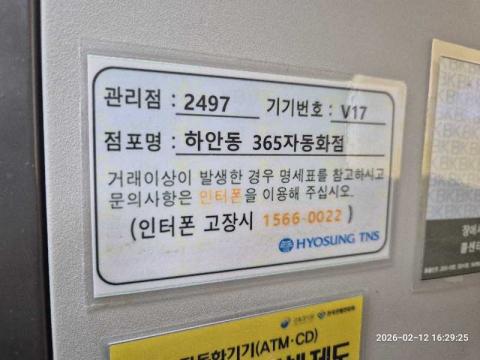 관리점 : 2497 기기번호 : V17
점포명 : 하안동 365자동화점
거래이상이 발생한 경우 명세표를 참고하시고
문의사항은 인터폰을 이용해 주십시오.
(인터폰 고장시 1566-0022 )
HYOSUNG TNS
자동화기기(ATM·CD)
2026-02-12 16:29:25